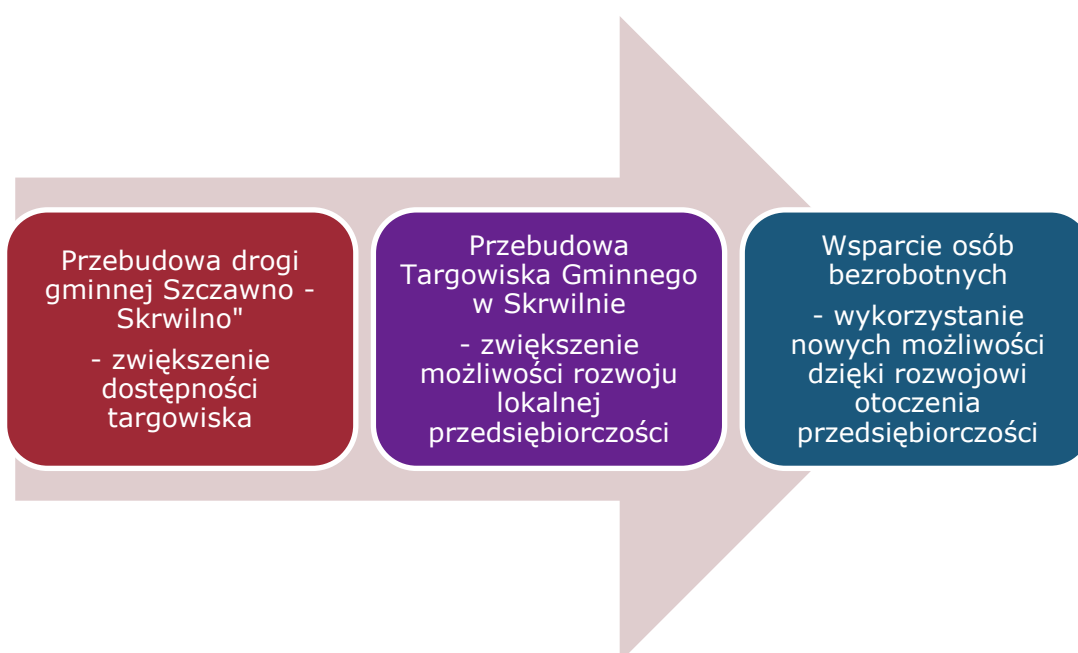 Przebudowa drogi
gminnej Szczawno -
Skrwilno"
- zwiększenie
dostępności
targowiska
Przebudowa
Targowiska Gminnego
w Skrwilnie
- zwiększenie
możliwości rozwoju
lokalnej
przedsiębiorczości
Wsparcie osób
bezrobotnych
- wykorzystanie
nowych możliwości
dzięki rozwojowi
otoczenia
przedsiębiorczości